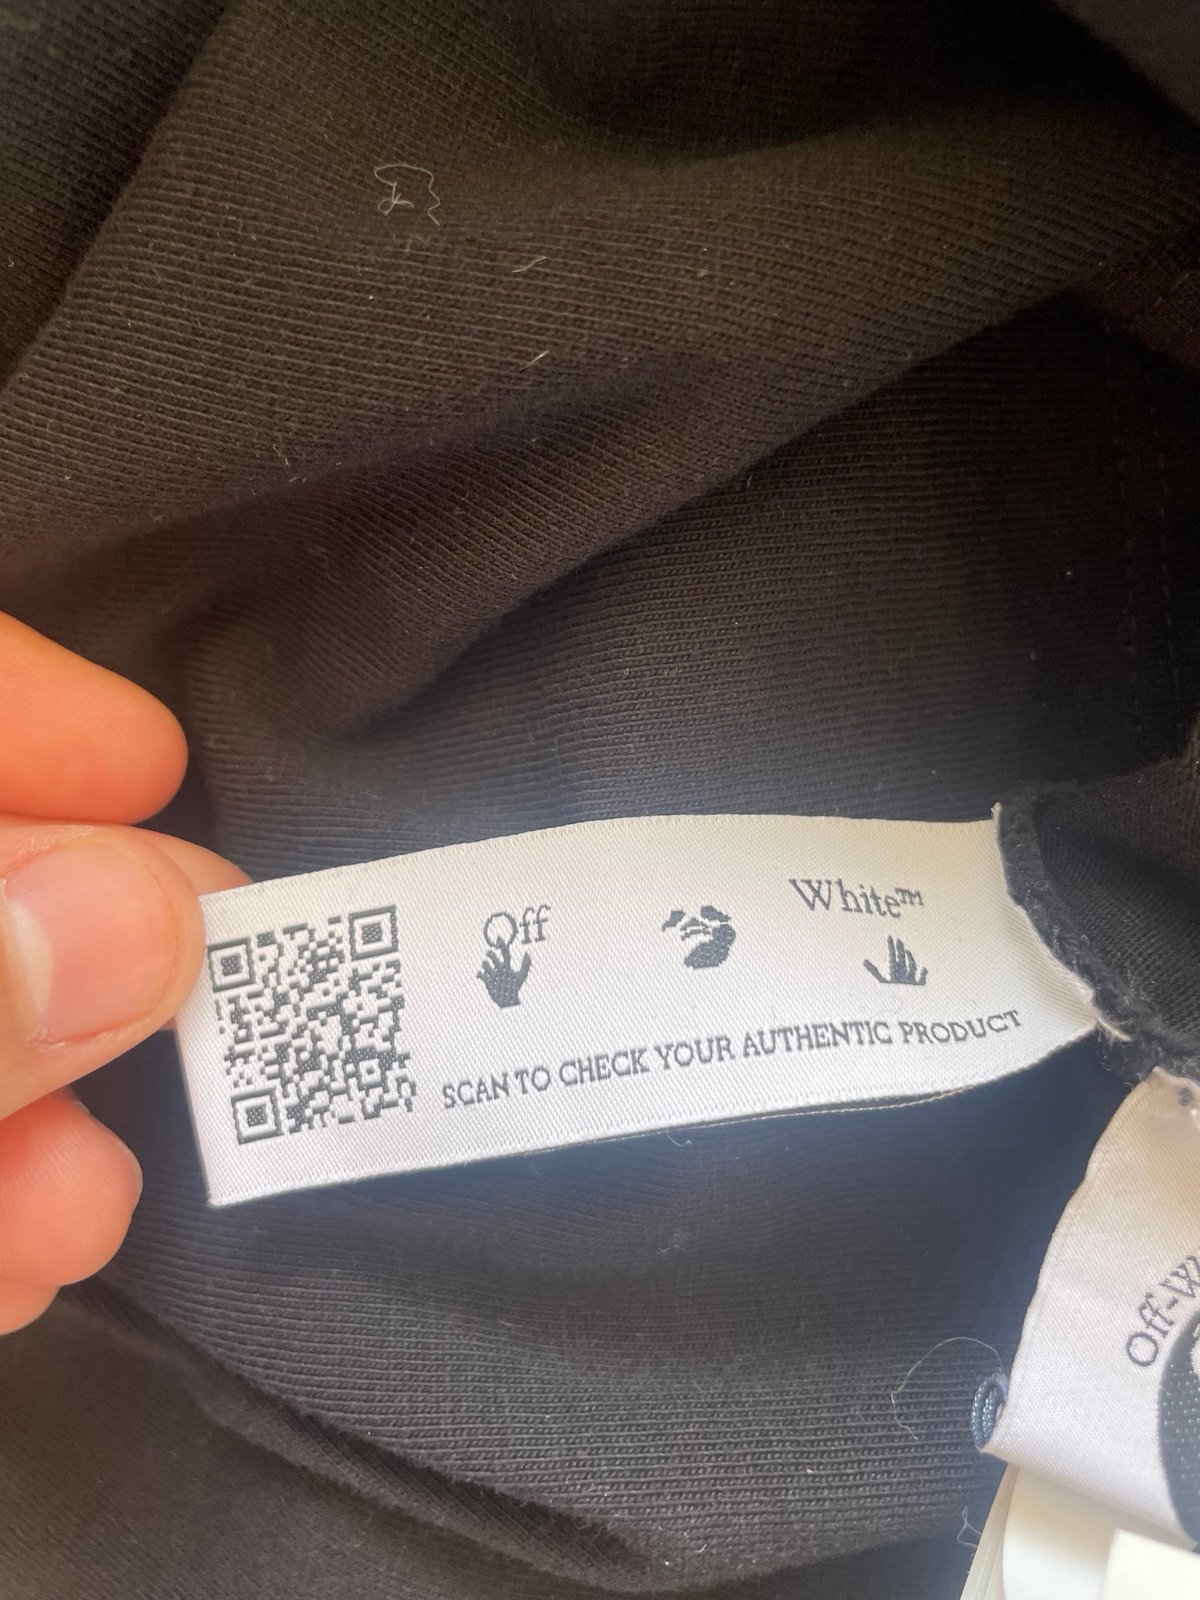 Off
White™
SCAN TO CHECK YOUR AUTHENTIC PRODUCT